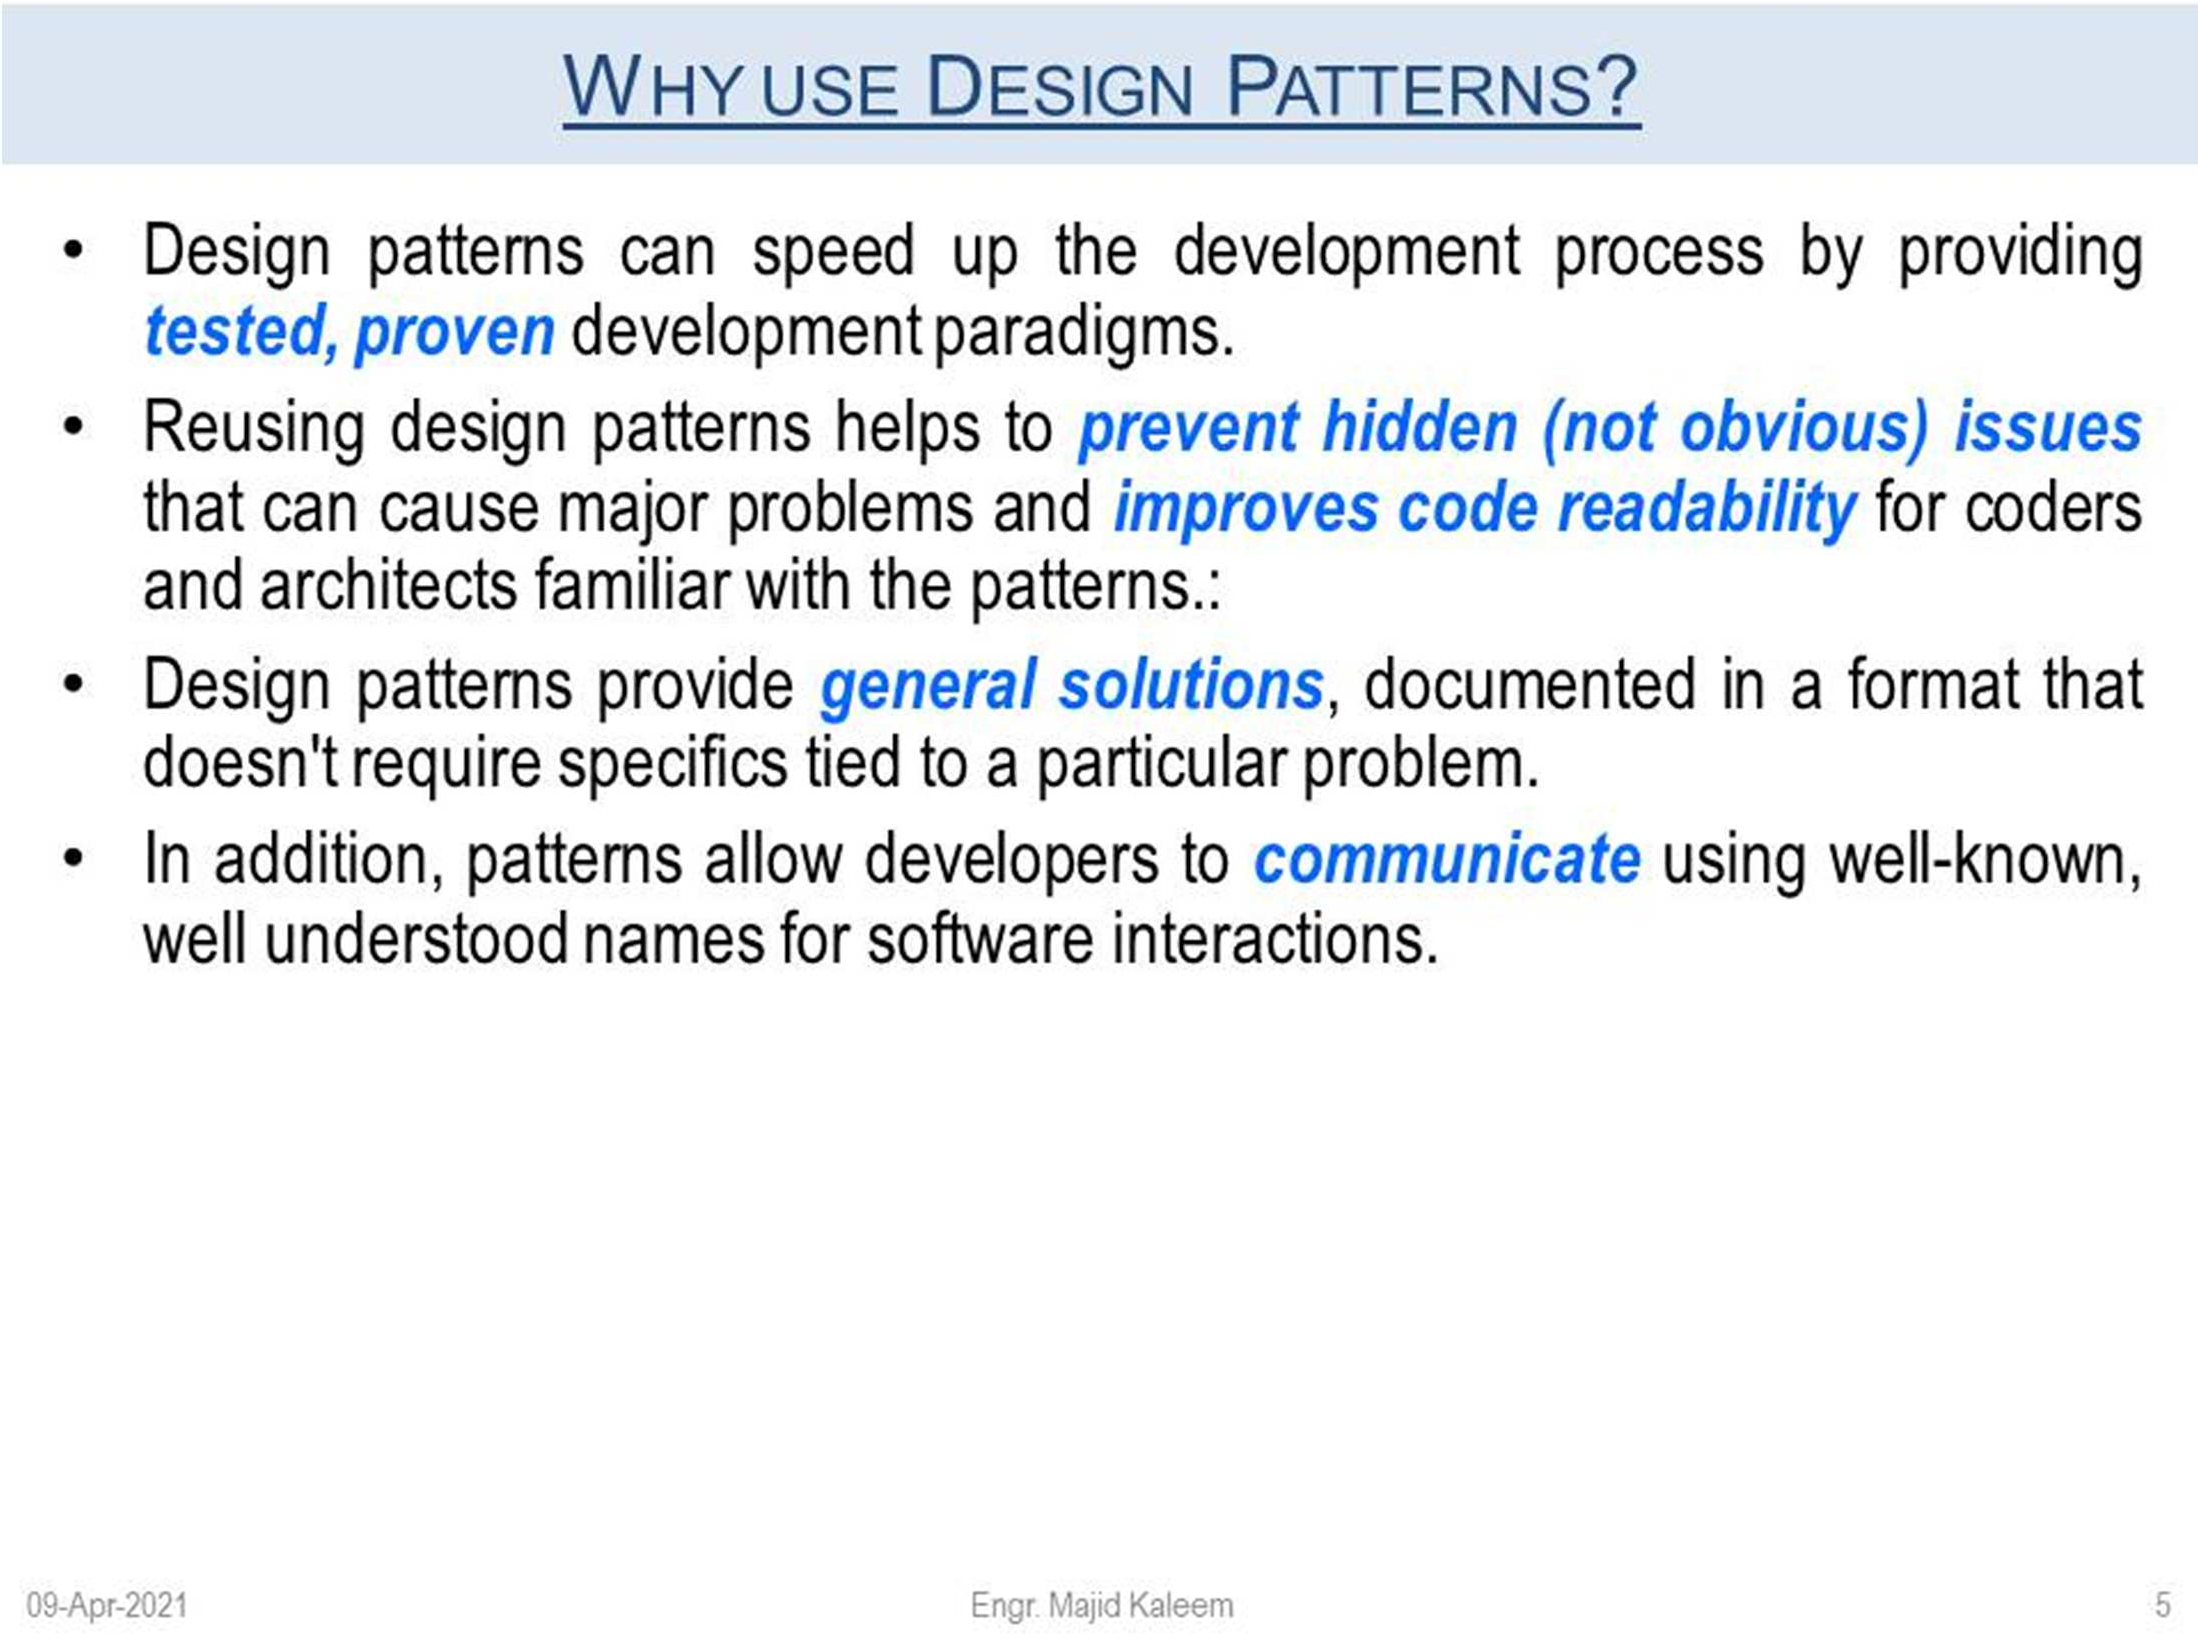 WHY USE DESIGN PATTERNS?
• Design patterns can speed up the development process by providing
tested, proven development paradigms.
• Reusing design patterns helps to prevent hidden (not obvious) issues
that can cause major problems and improves code readability for coders
and architects familiar with the patterns.:
• Design patterns provide general solutions, documented in a format that
doesn't require specifics tied to a particular problem.
• In addition, patterns allow developers to communicate using well-known,
well understood names for software interactions.
09-Apr-2021
Engr. Majid Kaleem
5